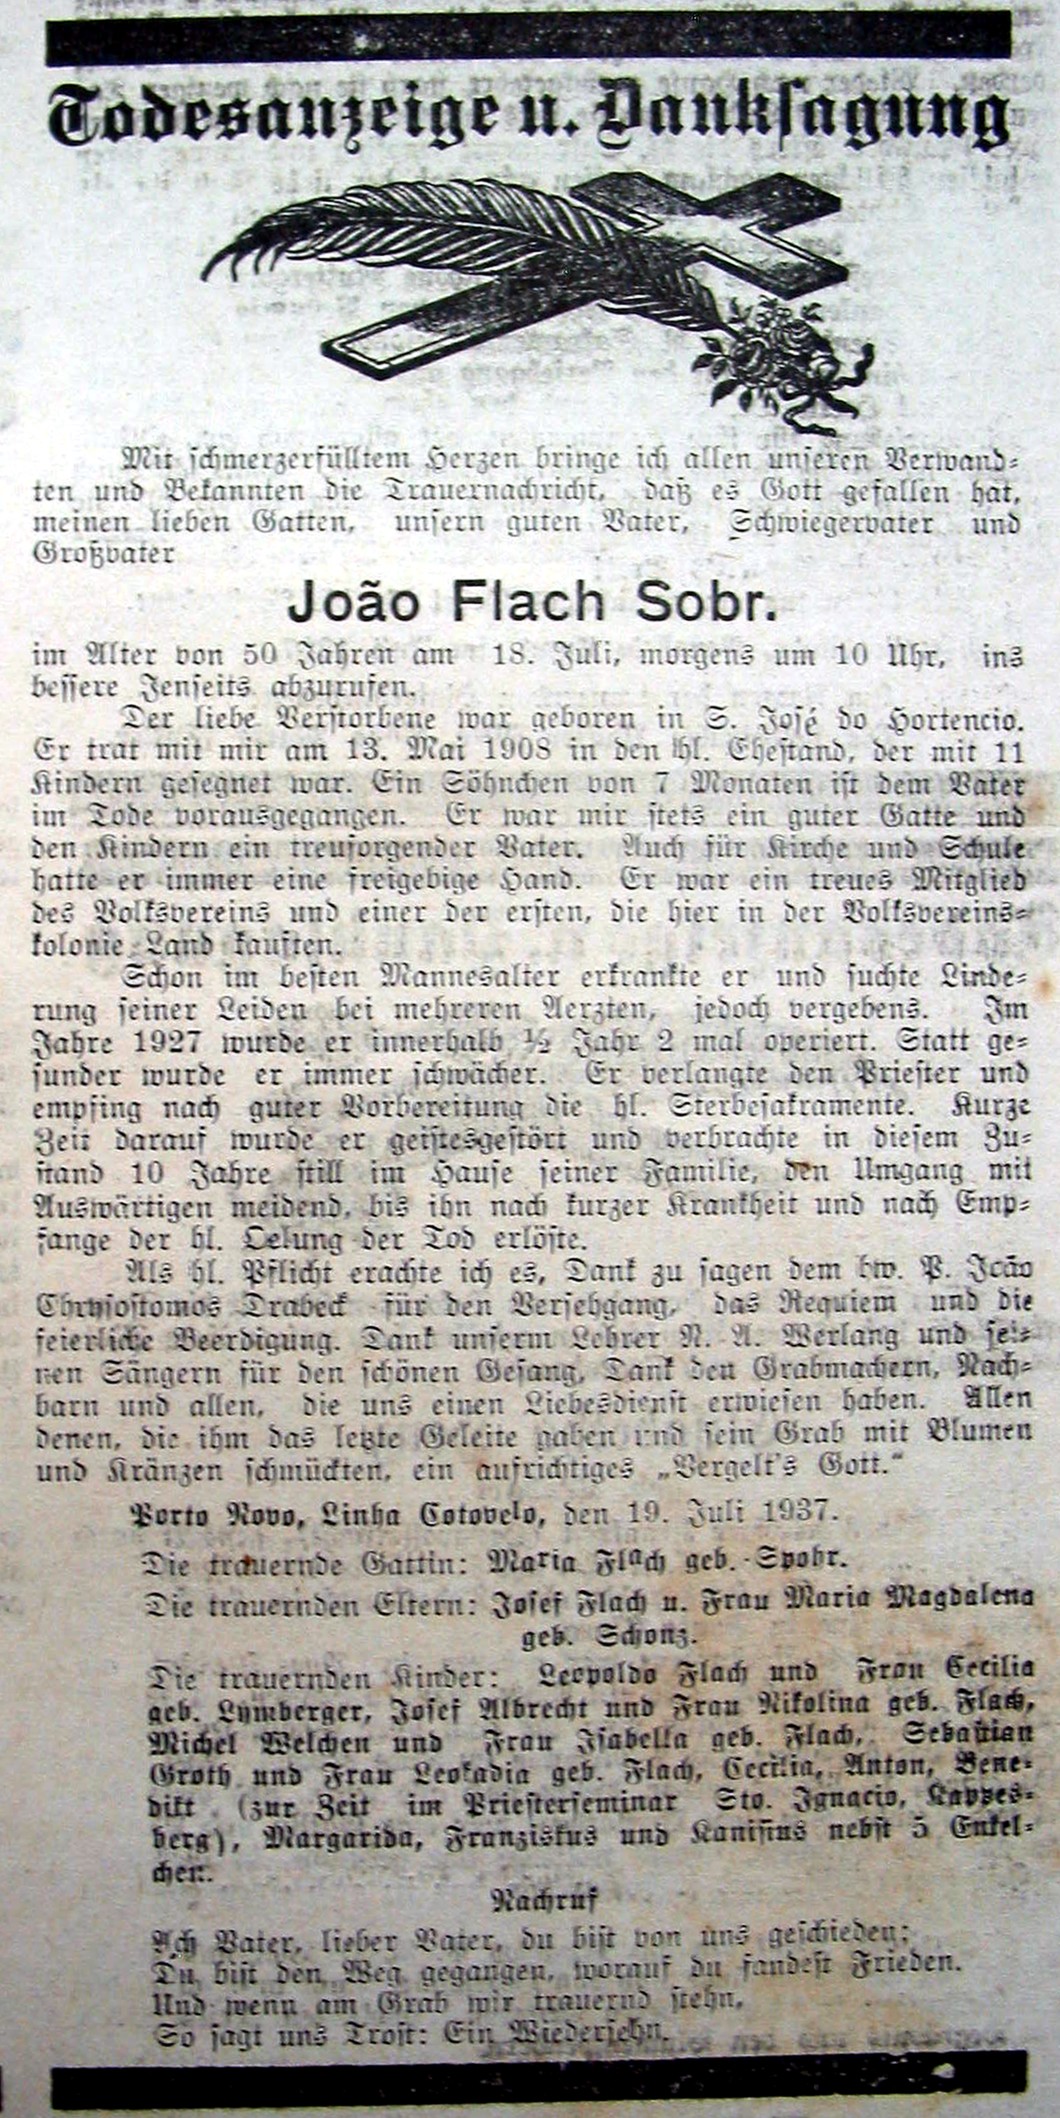 Todesanzeige u. Danksagung
Mit schmerzerfülltem Herzen bringe ich allen unseren Verwand-
ten und Bekannten die Trauernachricht, daß es Gott gefallen hat,
meinen lieben Gatten, unsern guten Vater, Schwiegervater und
Großvater
João Flach Sobr.
im Alter von 50 Jahren am 18. Juli, morgens um 10 Uhr, ins
bessere Jenseits abzurufen.
Der liebe Verstorbene war geboren in S. José do Hortencio.
Er trat mit mir am 13. Mai 1908 in den hl. Ehestand, der mit 11
Kindern gesegnet war. Ein Söhnchen von 7 Monaten ist dem Vater
im Tode vorausgegangen. Er war mir stets ein guter Gatte und
den Kindern ein treusorgender Vater. Auch für Kirche und Schule
hatte er immer eine freigebige Hand. Er war ein treues Mitglied
des Volksvereins und einer der ersten, die hier in der Volksvereins-
kolonie Land kauften.
Schon im besten Mannesalter erkrankte er und suchte Linde-
rung seiner Leiden bei mehreren Aerzten, jedoch vergebens. Im
Jahre 1927 wurde er innerhalb ½ Jahr 2 mal operiert. Statt ge-
sunder wurde er immer schwächer. Er verlangte den Priester und
empfing nach guter Vorbereitung die hl. Sterbesakramente. Kurze
Zeit darauf wurde er geistesgestört und verbrachte in diesem Zu-
stand 10 Jahre still im Hause seiner Familie, den Umgang mit
Auswärtigen meidend, bis ihn nach kurzer Krankheit und nach Emp-
fange der hl. Oelung der Tod erlöste.
Als hl. Pflicht erachte ich es, Dank zu sagen dem hw. P. João
Chrysostomos Drabeck für den Versehgang, das Requiem und die
feierliche Beerdigung. Dank unserm Lehrer N. A. Werlang und sei-
nen Sängern für den schönen Gesang, Dank den Grabmachern, Nach-
barn und allen, die uns einen Liebesdienst erwiesen haben. Allen
denen, die ihm das letzte Geleite gaben und sein Grab mit Blumen
und Kränzen schmückten, ein aufrichtiges „Vergelt's Gott."
Porto Novo, Linha Cotovelo, den 19. Juli 1937.
Die trauernde Gattin: Maria Flach geb. Spohr.
Die trauernden Eltern: Josef Flach u. Frau Maria Magdalena
geb. Schonz.
Die trauernden Kinder: Leopoldo Flach und Frau Cecilia
geb. Lymberger, Josef Albrecht und Frau Nikolina geb. Flach,
Michel Welchen und Frau Isabella geb. Flach, Sebastian
Groth und Frau Leokadia geb. Flach, Cecilia, Anton, Bene-
dikt (zur Zeit im Priesterseminar Sto. Ignacio, Kappes-
berg), Margarida, Franziskus und Kanisius nebst 5 Enkel-
chen.
Nachruf
Ach Vater, lieber Vater, du bist von uns geschieden;
Du bist den Weg gegangen, worauf du fandest Frieden.
Und wenn am Grab wir trauernd stehn,
So sagt uns Trost: Ein Wiedersehn.